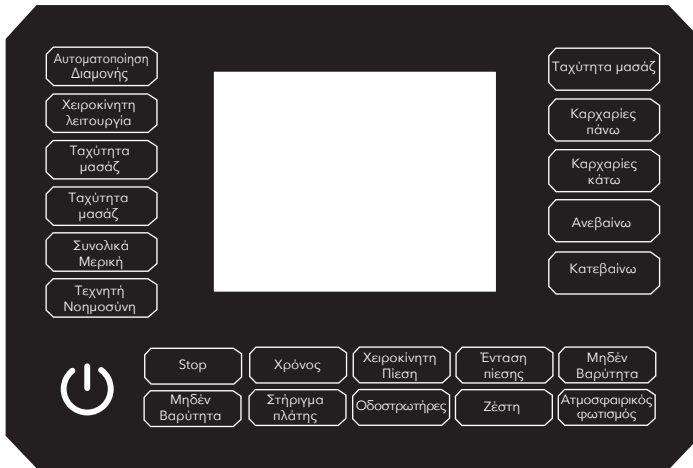 Αυτοματοποίηση
Διαμονής
Χειροκίνητη
λειτουργία
Ταχύτητα
μασάζ
Ταχύτητα
μασάζ
Συνολικά
Μερική
Τεχνητή
Νοημοσύνη
Ταχύτητα μασάζ
Καρχαρίες
πάνω
Καρχαρίες
κάτω
Ανεβαίνω
Κατεβαίνω
Stop
Χρόνος
Χειροκίνητη
Πίεση
Ένταση
πίεσης
Μηδέν
Βαρύτητα
Μηδέν
Βαρύτητα
Στήριγμα
πλάτης
Οδοστρωτήρες
Ζέστη
Ατμοσφαιρικός
φωτισμός